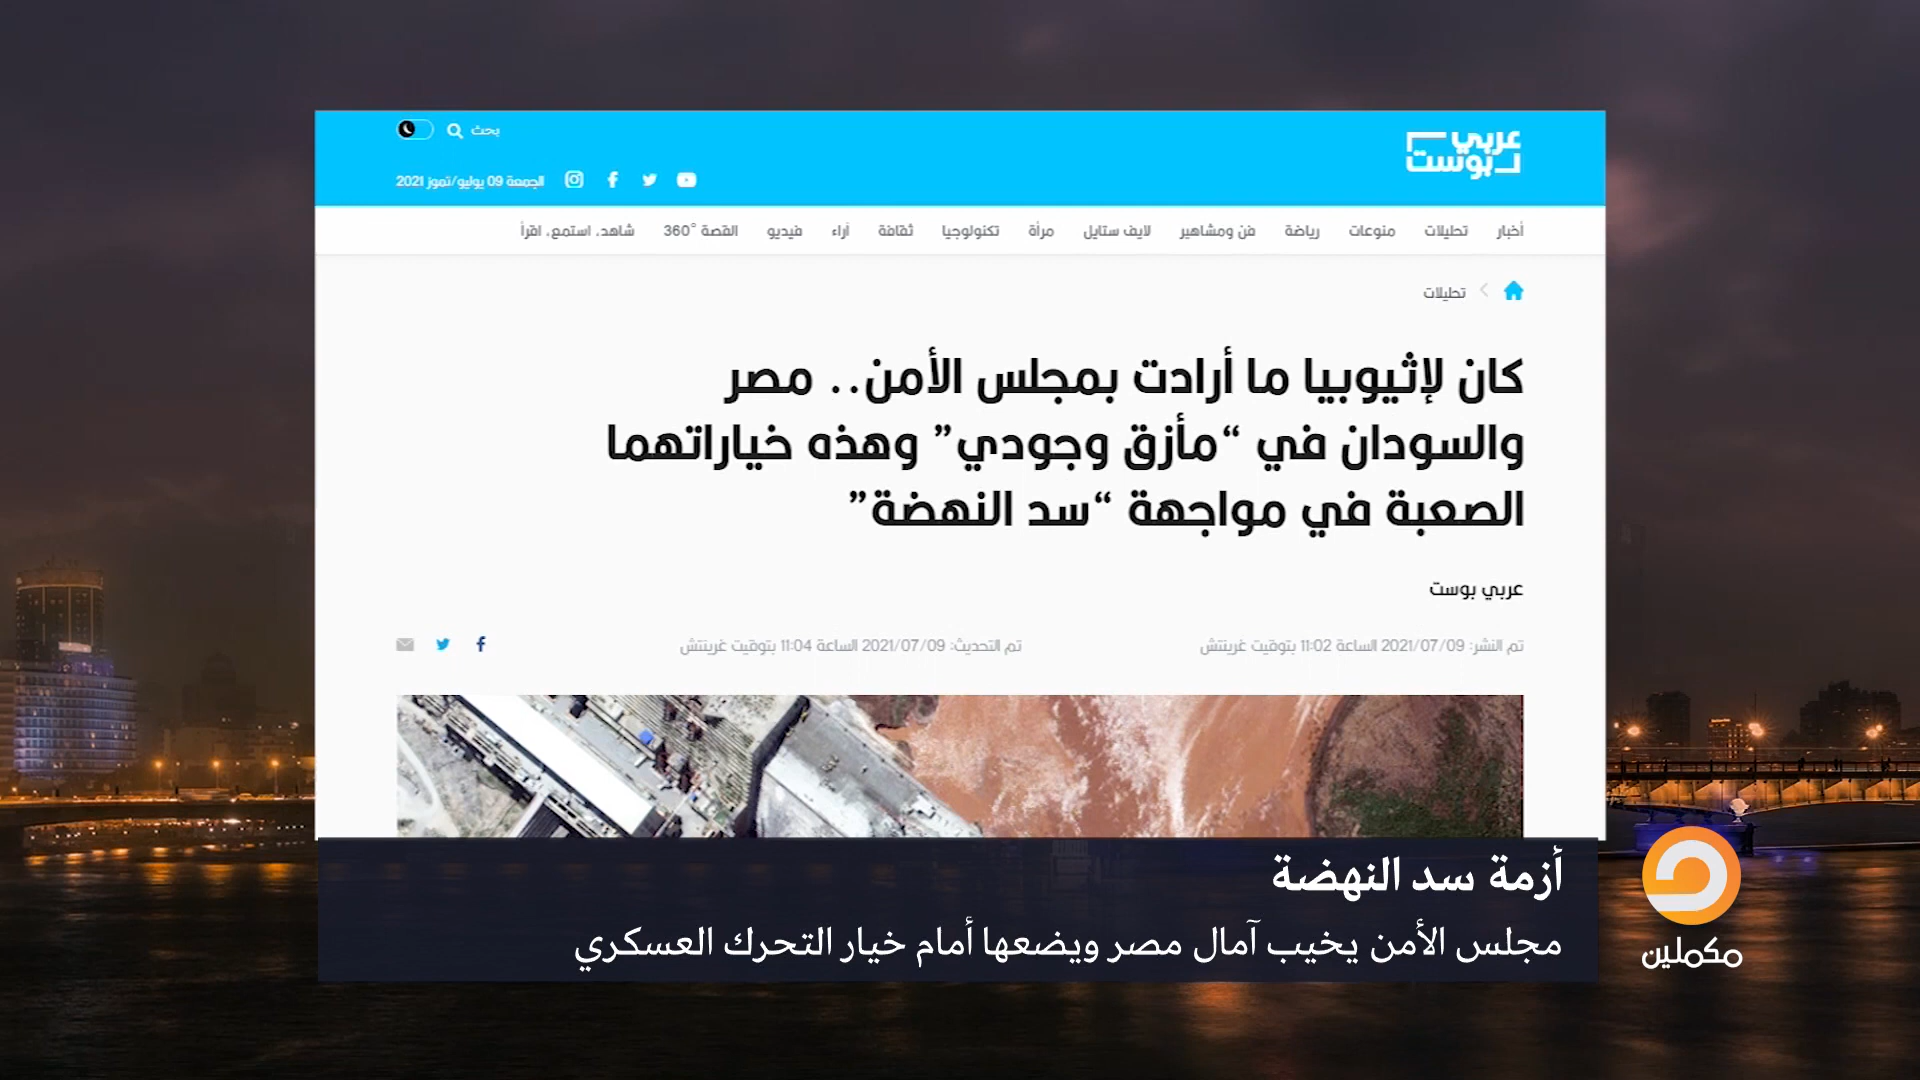 بحث
عربي
بوست
الجمعة 09 يوليو/تموز 2021
أخبار تحليلات منوعات رياضة فن ومشاهير لايف ستايل مرأة تكنولوجيا ثقافة آراء فيديو القصة 360° شاهد، استمع، اقرأ
تحليلات
كان لإثيوبيا ما أرادت بمجلس الأمن.. مصر
والسودان في “مأزق وجودي” وهذه خياراتهما
الصعبة في مواجهة “سد النهضة”
عربي بوست
تم النشر: 2021/07/09 الساعة 11:02 بتوقيت غرينتش تم التحديث: 2021/07/09 الساعة 11:04 بتوقيت غرينتش
أزمة سد النهضة
مجلس الأمن يخيب آمال مصر ويضعها أمام خيار التحرك العسكري
مكملين